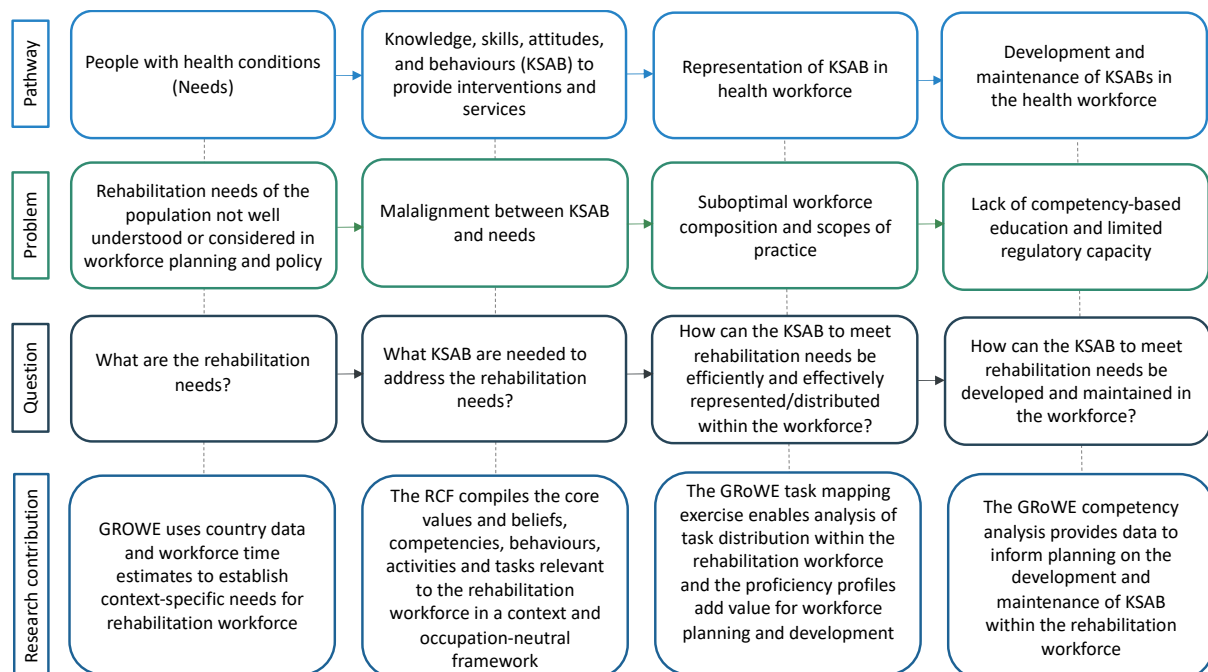 Pathway
People with health conditions
(Needs)
Knowledge, skills, attitudes,
and behaviours (KSAB) to
provide interventions and
services
Representation of KSAB in
health workforce
Development and
maintenance of KSABs in
the health workforce
Problem
Rehabilitation needs of the
population not well
understood or considered in
workforce planning and policy
Malalignment between KSAB
and needs
Suboptimal workforce
composition and scopes of
practice
Lack of competency-based
education and limited
regulatory capacity
Question
What are the rehabilitation
needs?
What KSAB are needed to
address the rehabilitation
needs?
How can the KSAB to meet
rehabilitation needs be
efficiently and effectively
represented/distributed
within the workforce?
How can the KSAB to meet
rehabilitation needs be
developed and maintained in
the workforce?
Research contribution
GROWE uses country data
and workforce time
estimates to establish
context-specific needs for
rehabilitation workforce
The RCF compiles the core
values and beliefs,
competencies, behaviours,
activities and tasks relevant
to the rehabilitation
workforce in a context and
occupation-neutral
framework
The GRoWE task mapping
exercise enables analysis of
task distribution within the
rehabilitation workforce
and the proficiency profiles
add value for workforce
planning and development
The GRoWE competency
analysis provides data to
inform planning on the
development and
maintenance of KSAB
within the rehabilitation
workforce